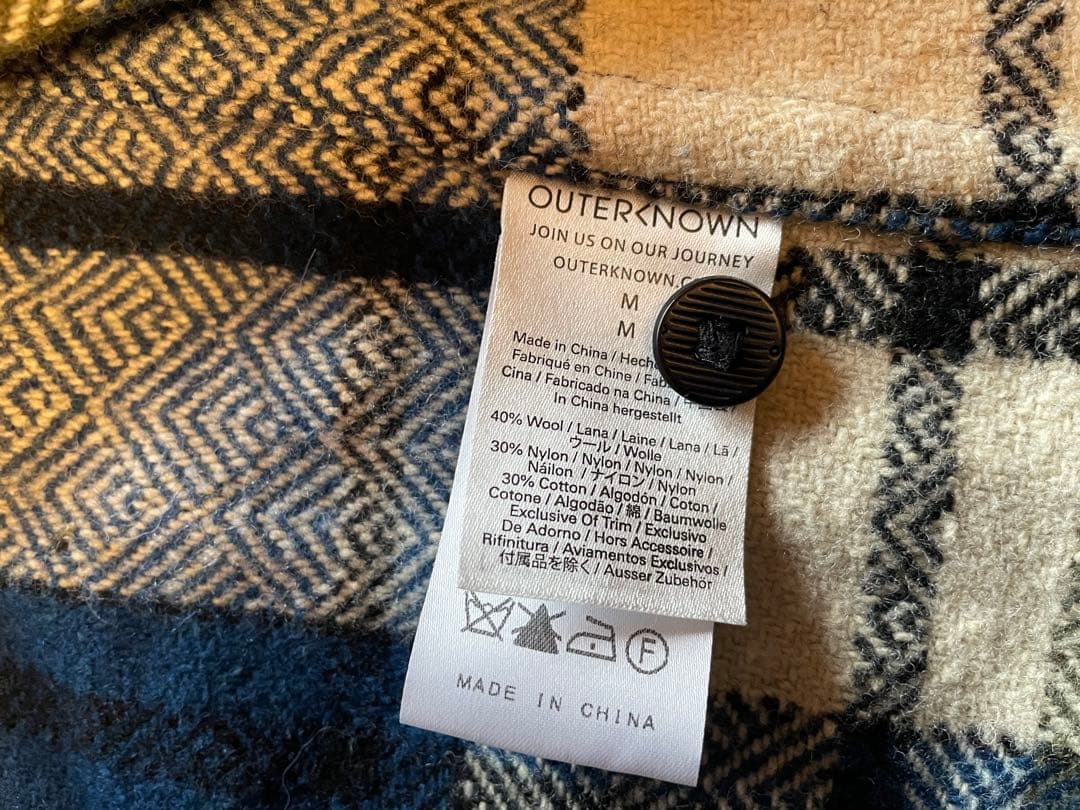 OUTERKNOWN
JOIN US ON OUR JOURNEY
OUTERKNOWN.
M
M
Made in China / Hecho
Fabriqué en Chine /
Cina / Fabricado na China /
In China hergestellt
40% Wool / Lana / Laine / Lana / Lã /
ウール / Wolle
30% Nylon / Nylon / Nylon / Nylon /
Náilon / ナイロン / Nylon
30% Cotton / Algodón / Coton /
Cotone / Algodão / 綿 / Baumwolle
Exclusive Of Trim / Exclusivo
De Adorno / Hors Accessoire /
Rifinitura / Aviamentos Exclusivos /
付属品を除く / Ausser Zubehör
F
MADE IN CHINA